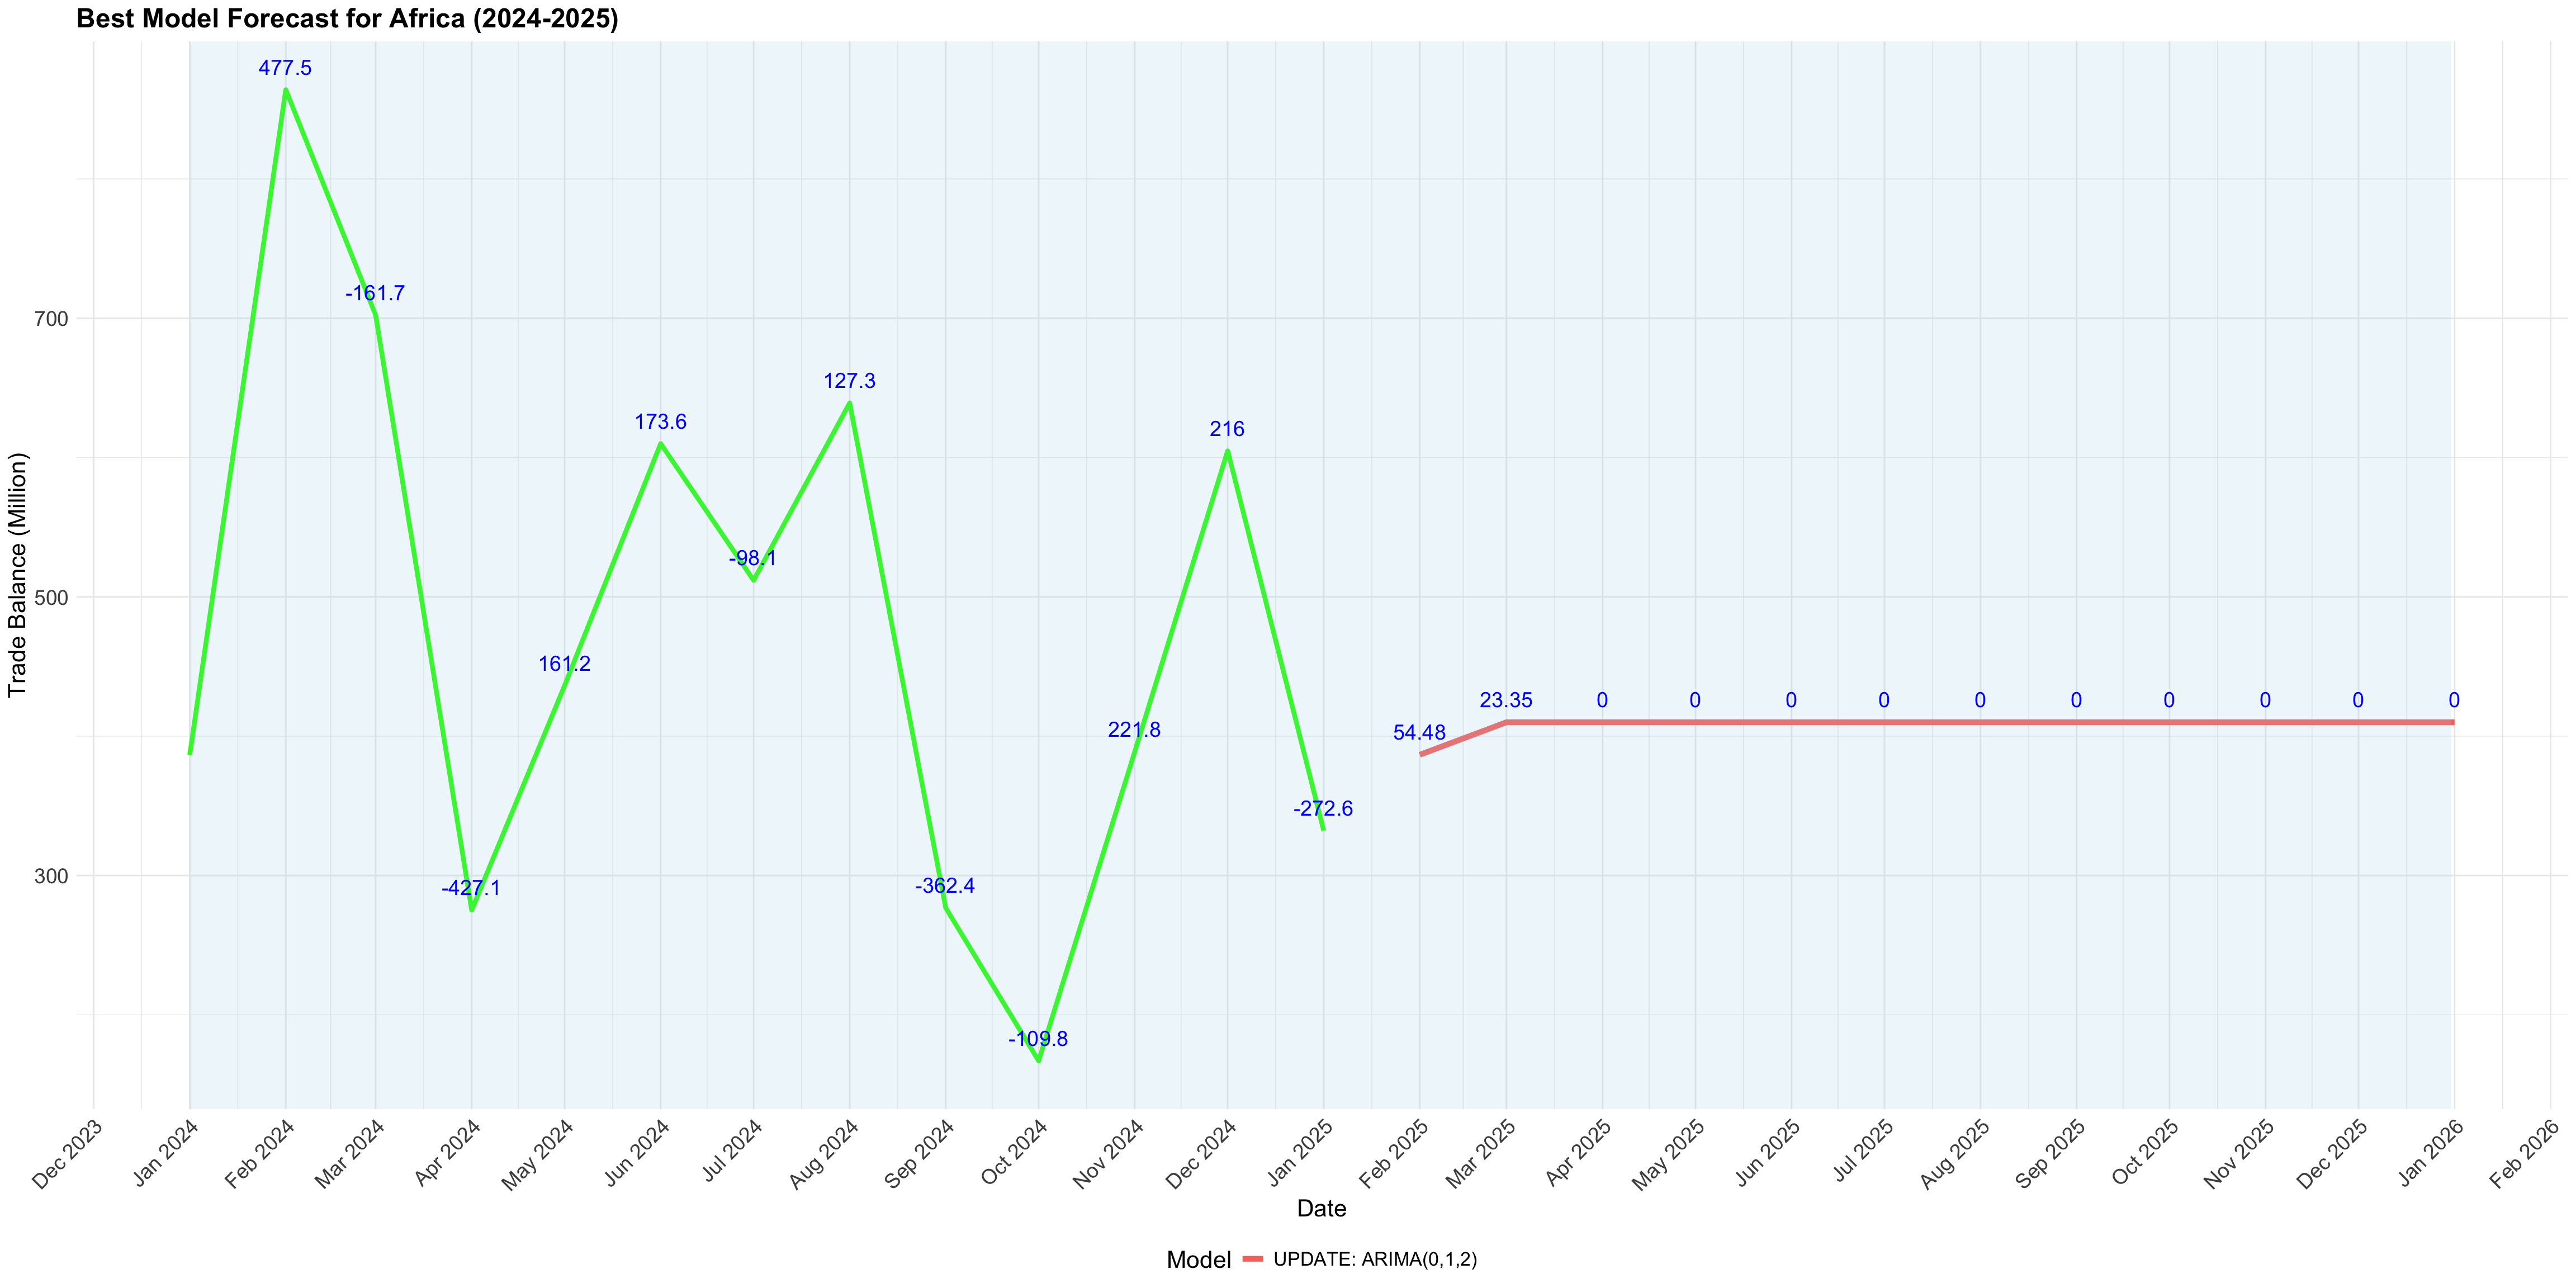 Best Model Forecast for Africa (2024-2025)
477.5
-161.7
700
127.3
173.6
216
-98.1
500
161.2
221.8
54.48
23.35
0
0
0
0
0
0
0
0
0
0
-272.6
-427.1
-362.4
300
-109.8
Trade Balance (Million)
Dec 2023
Jan 2024
Feb 2024
Mar 2024
Apr 2024
May 2024
Jun 2024
Jul 2024
Aug 2024
Sep 2024
Oct 2024
Nov 2024
Dec 2024
Jan 2025
Feb 2025
Mar 2025
Apr 2025
May 2025
Jun 2025
Jul 2025
Aug 2025
Sep 2025
Oct 2025
Nov 2025
Dec 2025
Jan 2026
Feb 2026
Date
Model UPDATE: ARIMA(0,1,2)